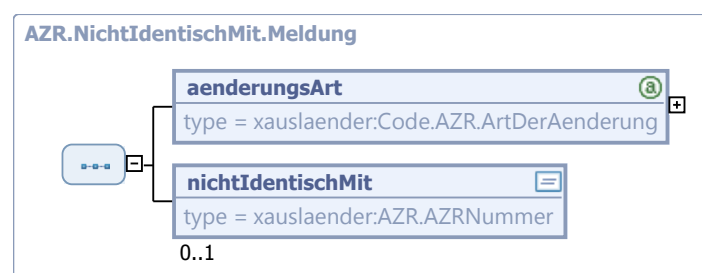 AZR.NichtIdentischMit.Meldung
aenderungsArt
type = xauslaender:Code.AZR.ArtDerAenderung
nichtIdentischMit
type = xauslaender:AZR.AZRNummer
0..1